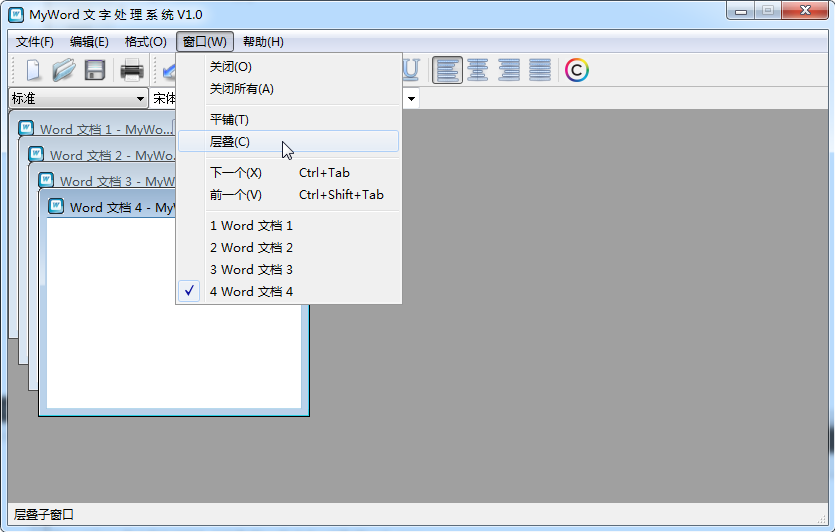 MyWord 文 字 处 理 系 统 V1.0
文件(F) 编辑(E) 格式(O) 窗口(W) 帮助(H)
标准 宋体
关闭(O)
关闭所有(A)
平铺(T)
层叠(C)
下一个(X) Ctrl+Tab
前一个(V) Ctrl+Shift+Tab
1 Word 文档 1
2 Word 文档 2
3 Word 文档 3
4 Word 文档 4
Word 文档 1 - MyWo...
Word 文档 2 - MyWo
Word 文档 3 - MyW
Word 文档 4 - MyW
层叠子窗口